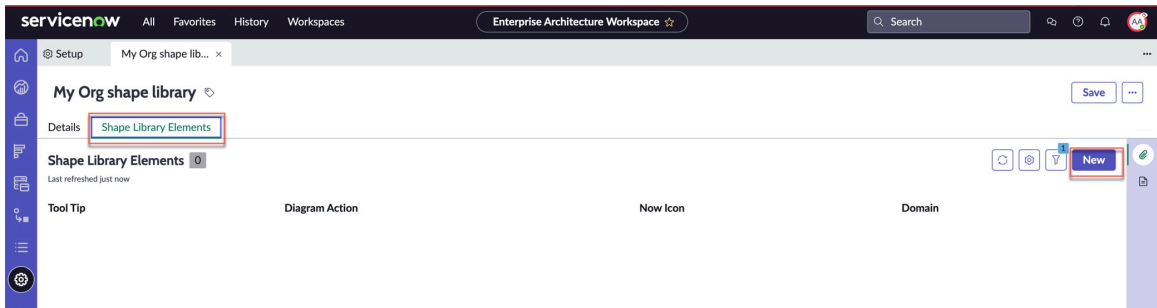 servicenow All Favorites History Workspaces Enterprise Architecture Workspace Search AA
Setup My Org shape lib...
My Org shape library Save
Details Shape Library Elements
Shape Library Elements 0 1 New
Last refreshed just now
Tool Tip Diagram Action Now Icon Domain